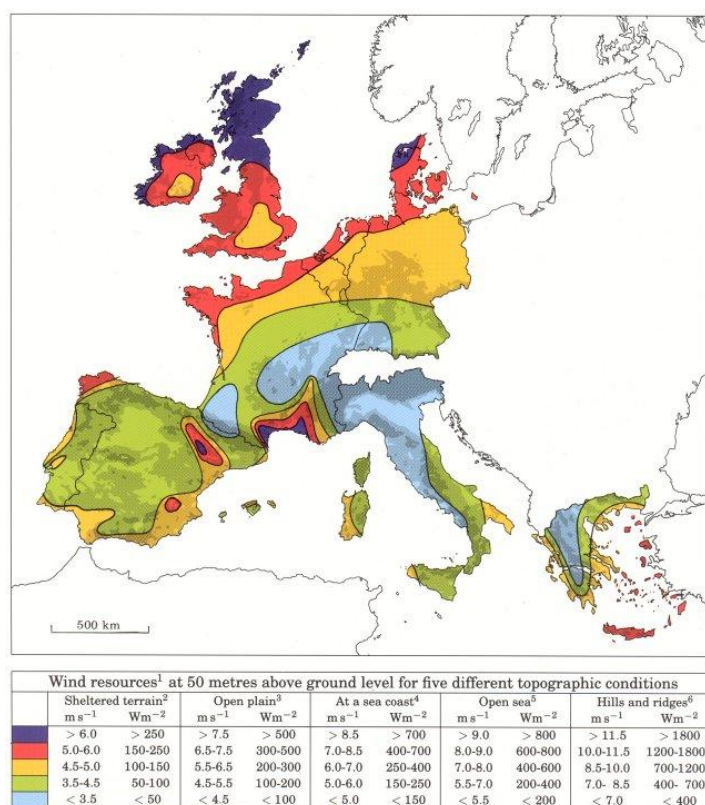 500 km
Wind resources¹ at 50 metres above ground level for five different topographic conditions
Sheltered terrain² Open plain³ At a sea coast⁴ Open sea⁵ Hills and ridges⁶
m s⁻¹ Wm⁻² m s⁻¹ Wm⁻² m s⁻¹ Wm⁻² m s⁻¹ Wm⁻² m s⁻¹ Wm⁻²
> 6.0 > 250 > 7.5 > 500 > 8.5 > 700 > 9.0 > 800 > 11.5 > 1800
5.0-6.0 150-250 6.5-7.5 300-500 7.0-8.5 400-700 8.0-9.0 600-800 10.0-11.5 1200-1800
4.5-5.0 100-150 5.5-6.5 200-300 6.0-7.0 250-400 7.0-8.0 400-600 8.5-10.0 700-1200
3.5-4.5 50-100 4.5-5.5 100-200 5.0-6.0 150-250 5.5-7.0 200-400 7.0- 8.5 400- 700
< 3.5 < 50 < 4.5 < 100 < 5.0 < 150 < 5.5 < 200 < 7.0 < 400